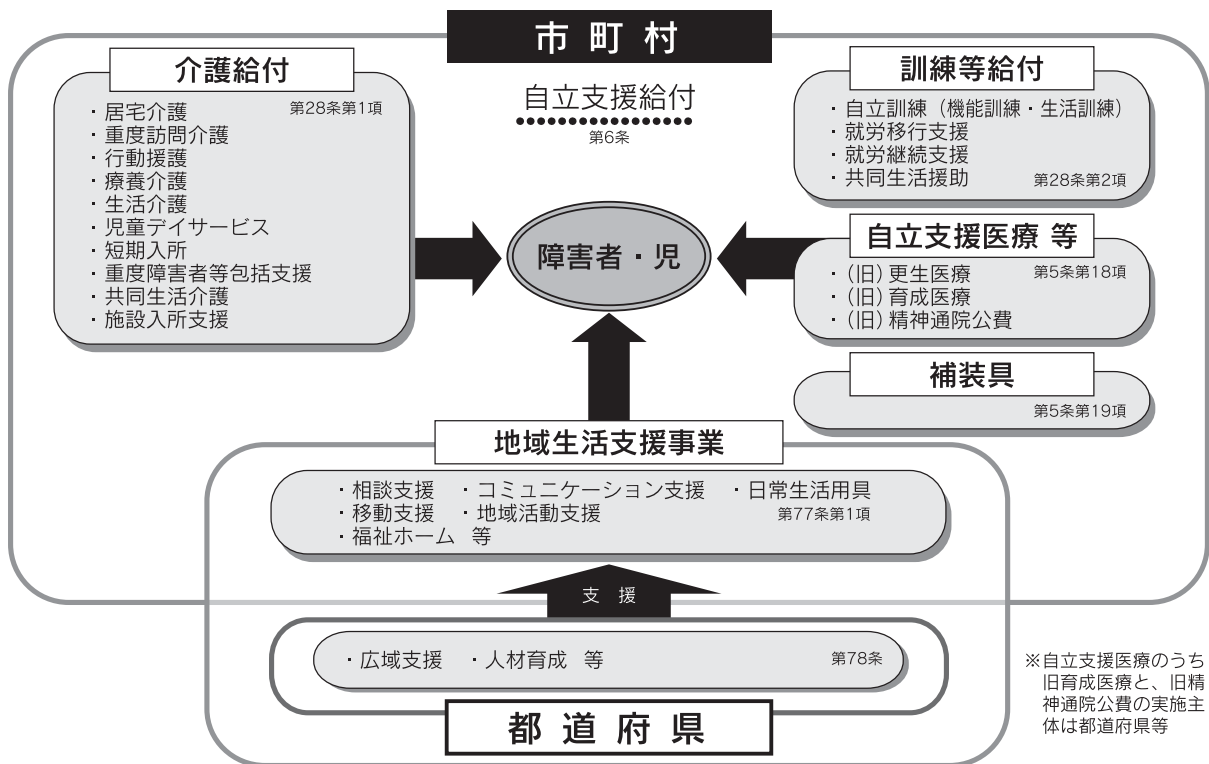 市町村
自立支援給付
第6条
介護給付
第28条第1項
・居宅介護
・重度訪問介護
・行動援護
・療養介護
・生活介護
・児童デイサービス
・短期入所
・重度障害者等包括支援
・共同生活介護
・施設入所支援
訓練等給付
・自立訓練（機能訓練・生活訓練）
・就労移行支援
・就労継続支援
・共同生活援助
第28条第2項
障害者・児
自立支援医療 等
・(旧) 更生医療
第5条第18項
・(旧) 育成医療
・(旧) 精神通院公費
補装具
第5条第19項
地域生活支援事業
・相談支援 ・コミュニケーション支援 ・日常生活用具
・移動支援 ・地域活動支援
第77条第1項
・福祉ホーム 等
支 援
・広域支援 ・人材育成 等
第78条
都道府県
※自立支援医療のうち
旧育成医療と、旧精
神通院公費の実施主
体は都道府県等